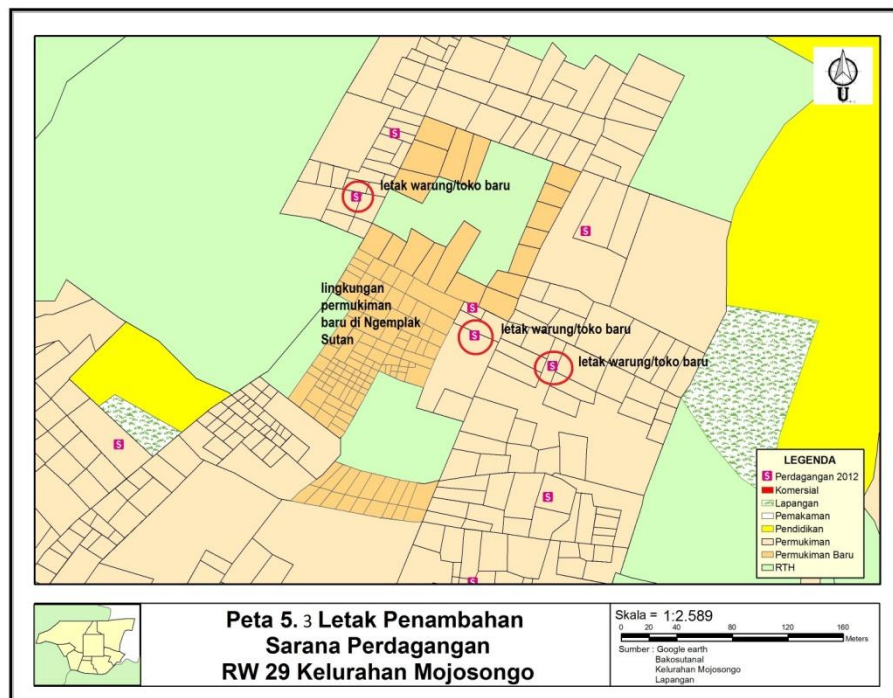 U
S
letak warung/toko baru
S
S
lingkungan
permukiman
baru di Ngemplak
Sutan
S
S
letak warung/toko baru
S
letak warung/toko baru
S
S
S
LEGENDA
S Perdagangan 2012
Komersial
Lapangan
Pemakaman
Pendidikan
Permukiman
Permukiman Baru
RTH
Peta 5. 3 Letak Penambahan
Sarana Perdagangan
RW 29 Kelurahan Mojosongo
Skala = 1:2.589
0 20 40 80 120 160
Meters
Sumber : Google earth
Bakosutanal
Kelurahan Mojosongo
Lapangan